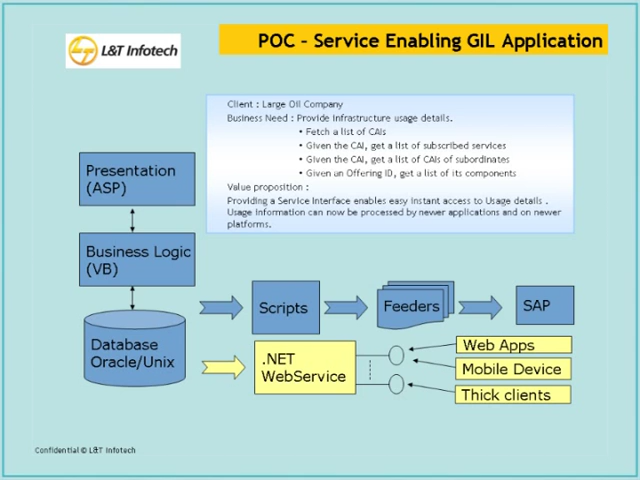 L&T Infotech
POC – Service Enabling GIL Application
Client : Large Oil Company
Business Need : Provide infrastructure usage details.
• Fetch a list of CAIs
• Given the CAI, get a list of subscribed services
• Given the CAI, get a list of CAIs of subordinates
• Given an Offering ID, get a list of its components
Value proposition :
Providing a Service Interface enables easy instant access to Usage details .
Usage information can now be processed by newer applications and on newer
platforms.
Presentation
(ASP)
Business Logic
(VB)
Database
Oracle/Unix
Scripts
Feeders
SAP
.NET
WebService
Web Apps
Mobile Device
Thick clients
Confidential © L&T Infotech